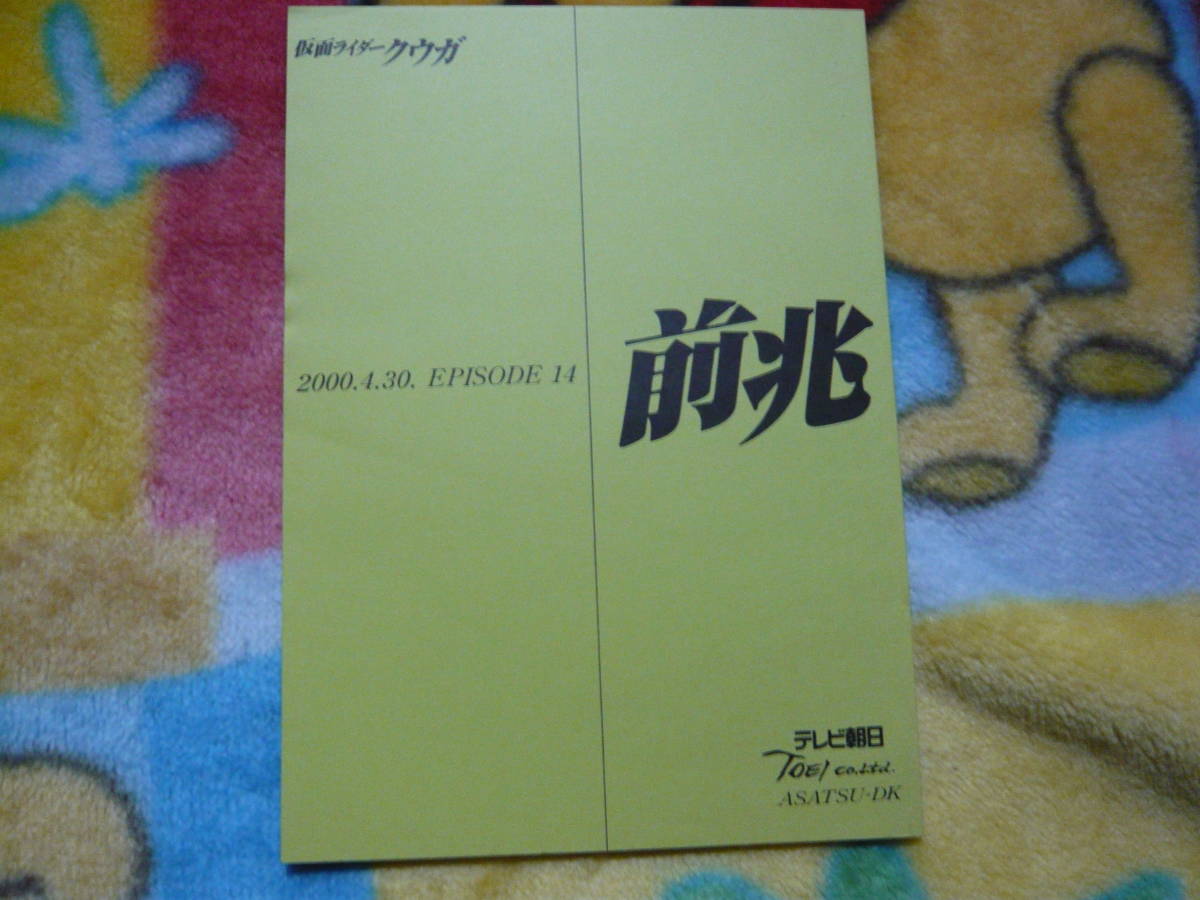 仮面ライダークウガ
2000.4.30. EPISODE 14
前兆
テレビ朝日
TOEI CO.,Ltd.
ASATSU-DK